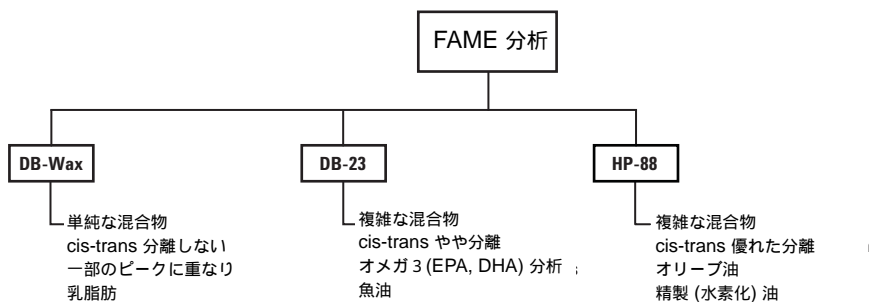 FAME 分析
DB-Wax
単純な混合物
cis-trans 分離しない
一部のピークに重なり
乳脂肪
DB-23
複雑な混合物
cis-trans やや分離
オメガ 3 (EPA, DHA) 分析
魚油
HP-88
複雑な混合物
cis-trans 優れた分離
オリーブ油
精製 (水素化) 油